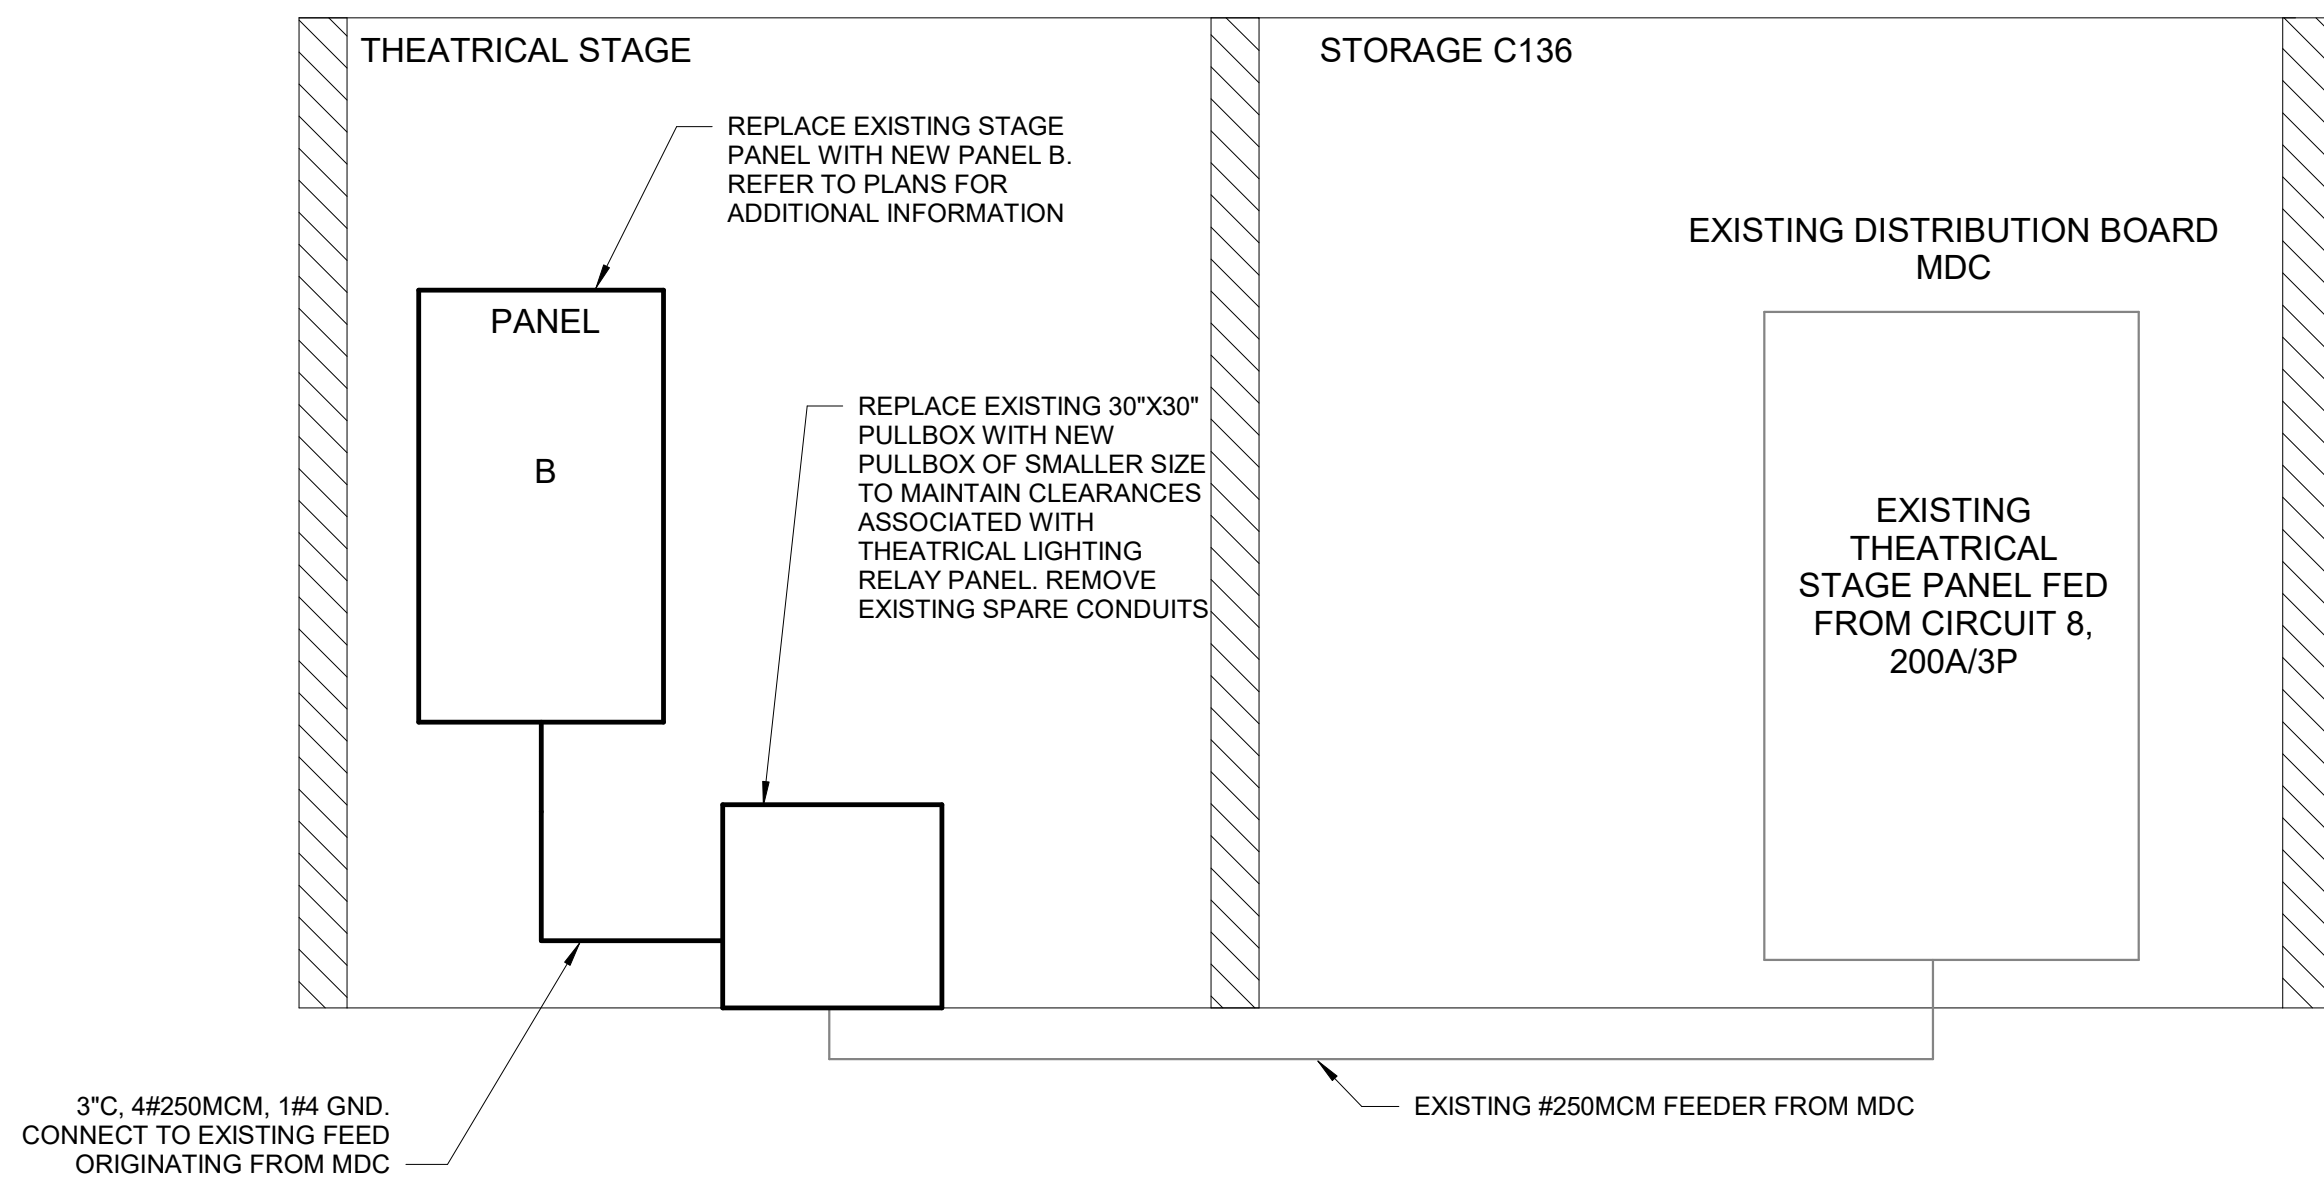 THEATRICAL STAGE
STORAGE C136
REPLACE EXISTING STAGE
PANEL WITH NEW PANEL B.
REFER TO PLANS FOR
ADDITIONAL INFORMATION
EXISTING DISTRIBUTION BOARD
MDC
PANEL
B
REPLACE EXISTING 30"X30"
PULLBOX WITH NEW
PULLBOX OF SMALLER SIZE
TO MAINTAIN CLEARANCES
ASSOCIATED WITH
THEATRICAL LIGHTING
RELAY PANEL. REMOVE
EXISTING SPARE CONDUITS
EXISTING
THEATRICAL
STAGE PANEL FED
FROM CIRCUIT 8,
200A/3P
3"C, 4#250MCM, 1#4 GND.
CONNECT TO EXISTING FEED
ORIGINATING FROM MDC
EXISTING #250MCM FEEDER FROM MDC